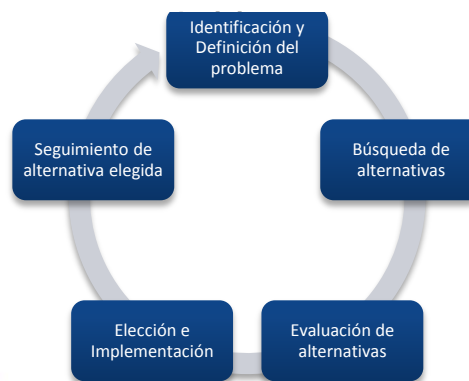 Identificación y
Definición del
problema
Búsqueda de
alternativas
Evaluación de
alternativas
Elección e
Implementación
Seguimiento de
alternativa elegida